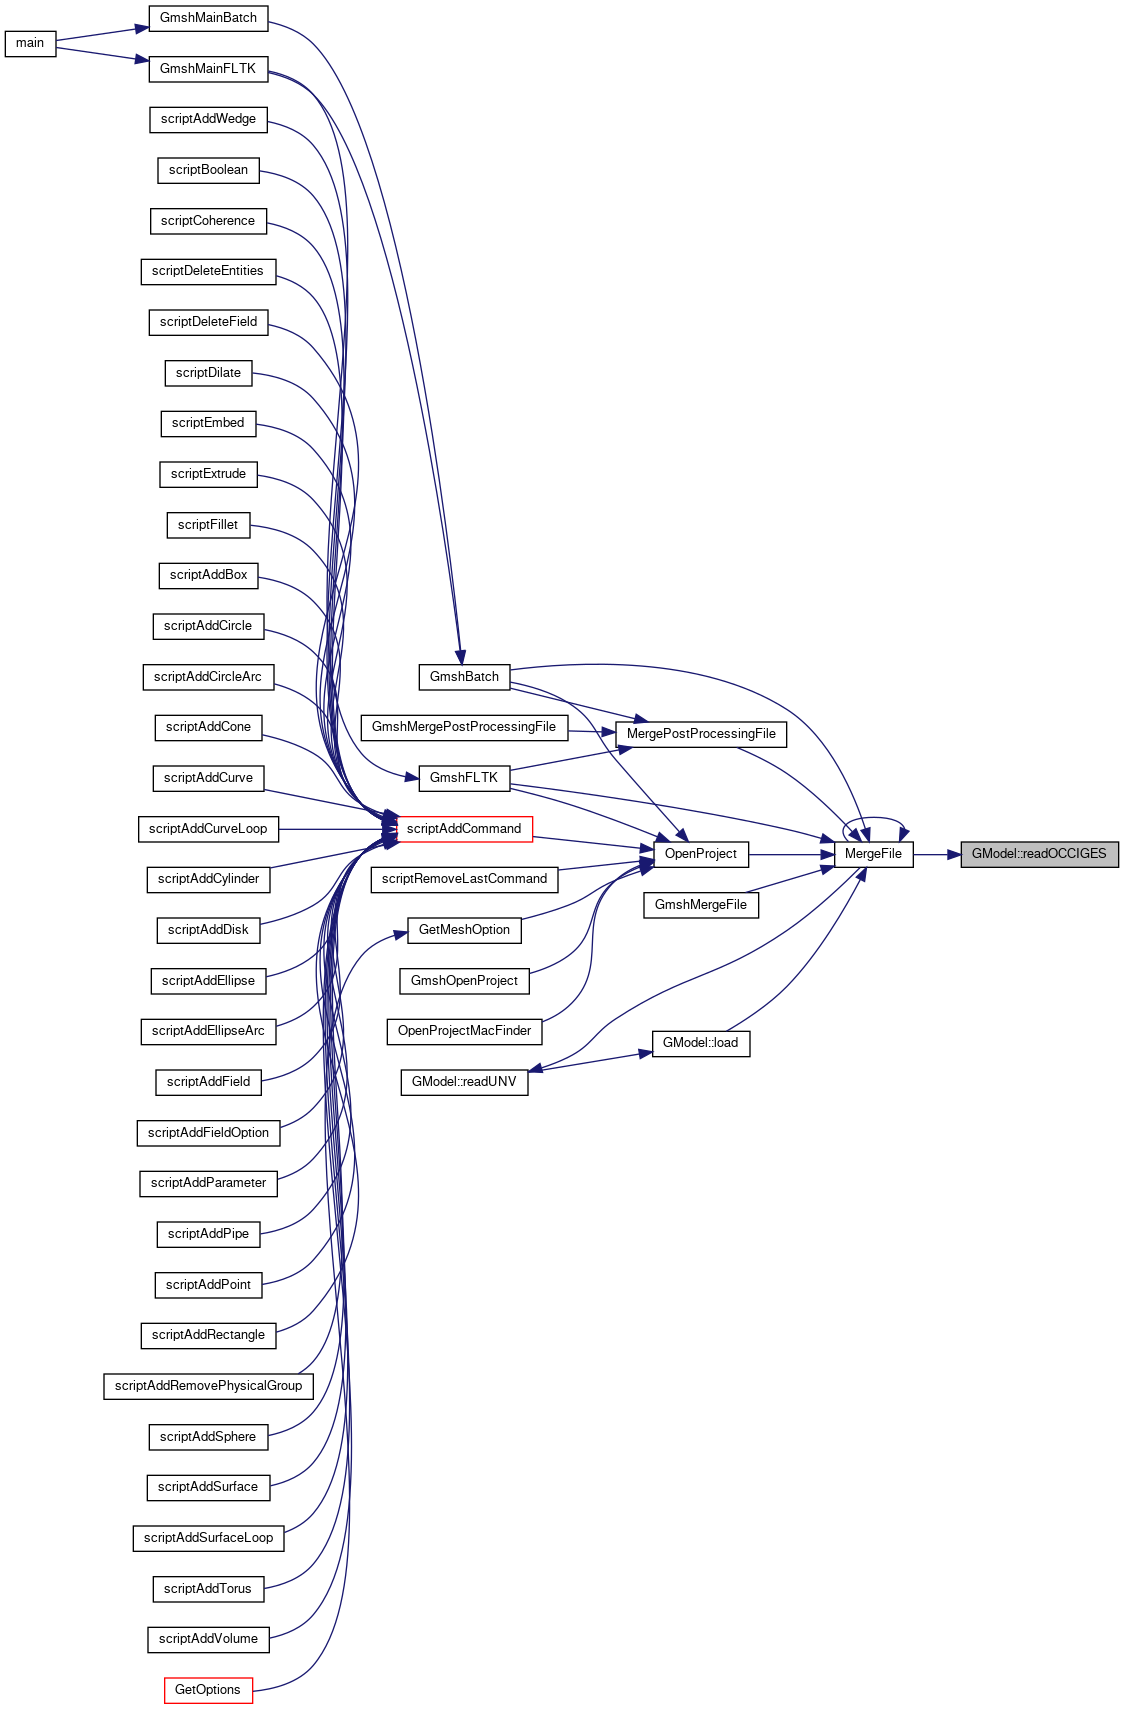 main
GmshMainBatch
GmshMainFLTK
scriptAddWedge
scriptBoolean
scriptCoherence
scriptDeleteEntities
scriptDeleteField
scriptDilate
scriptEmbed
scriptExtrude
scriptFillet
scriptAddBox
scriptAddCircle
scriptAddCircleArc
scriptAddCone
scriptAddCurve
scriptAddCurveLoop
scriptAddCylinder
scriptAddDisk
scriptAddEllipse
scriptAddEllipseArc
scriptAddField
scriptAddFieldOption
scriptAddParameter
scriptAddPipe
scriptAddPoint
scriptAddRectangle
scriptAddRemovePhysicalGroup
scriptAddSphere
scriptAddSurface
scriptAddSurfaceLoop
scriptAddTorus
scriptAddVolume
GetOptions
GmshBatch
GmshMergePostProcessingFile
GmshFLTK
scriptAddCommand
scriptRemoveLastCommand
GetMeshOption
GmshOpenProject
OpenProjectMacFinder
GModel::readUNV
MergePostProcessingFile
OpenProject
GmshMergeFile
GModel::load
MergeFile
GModel::readOCCIGES